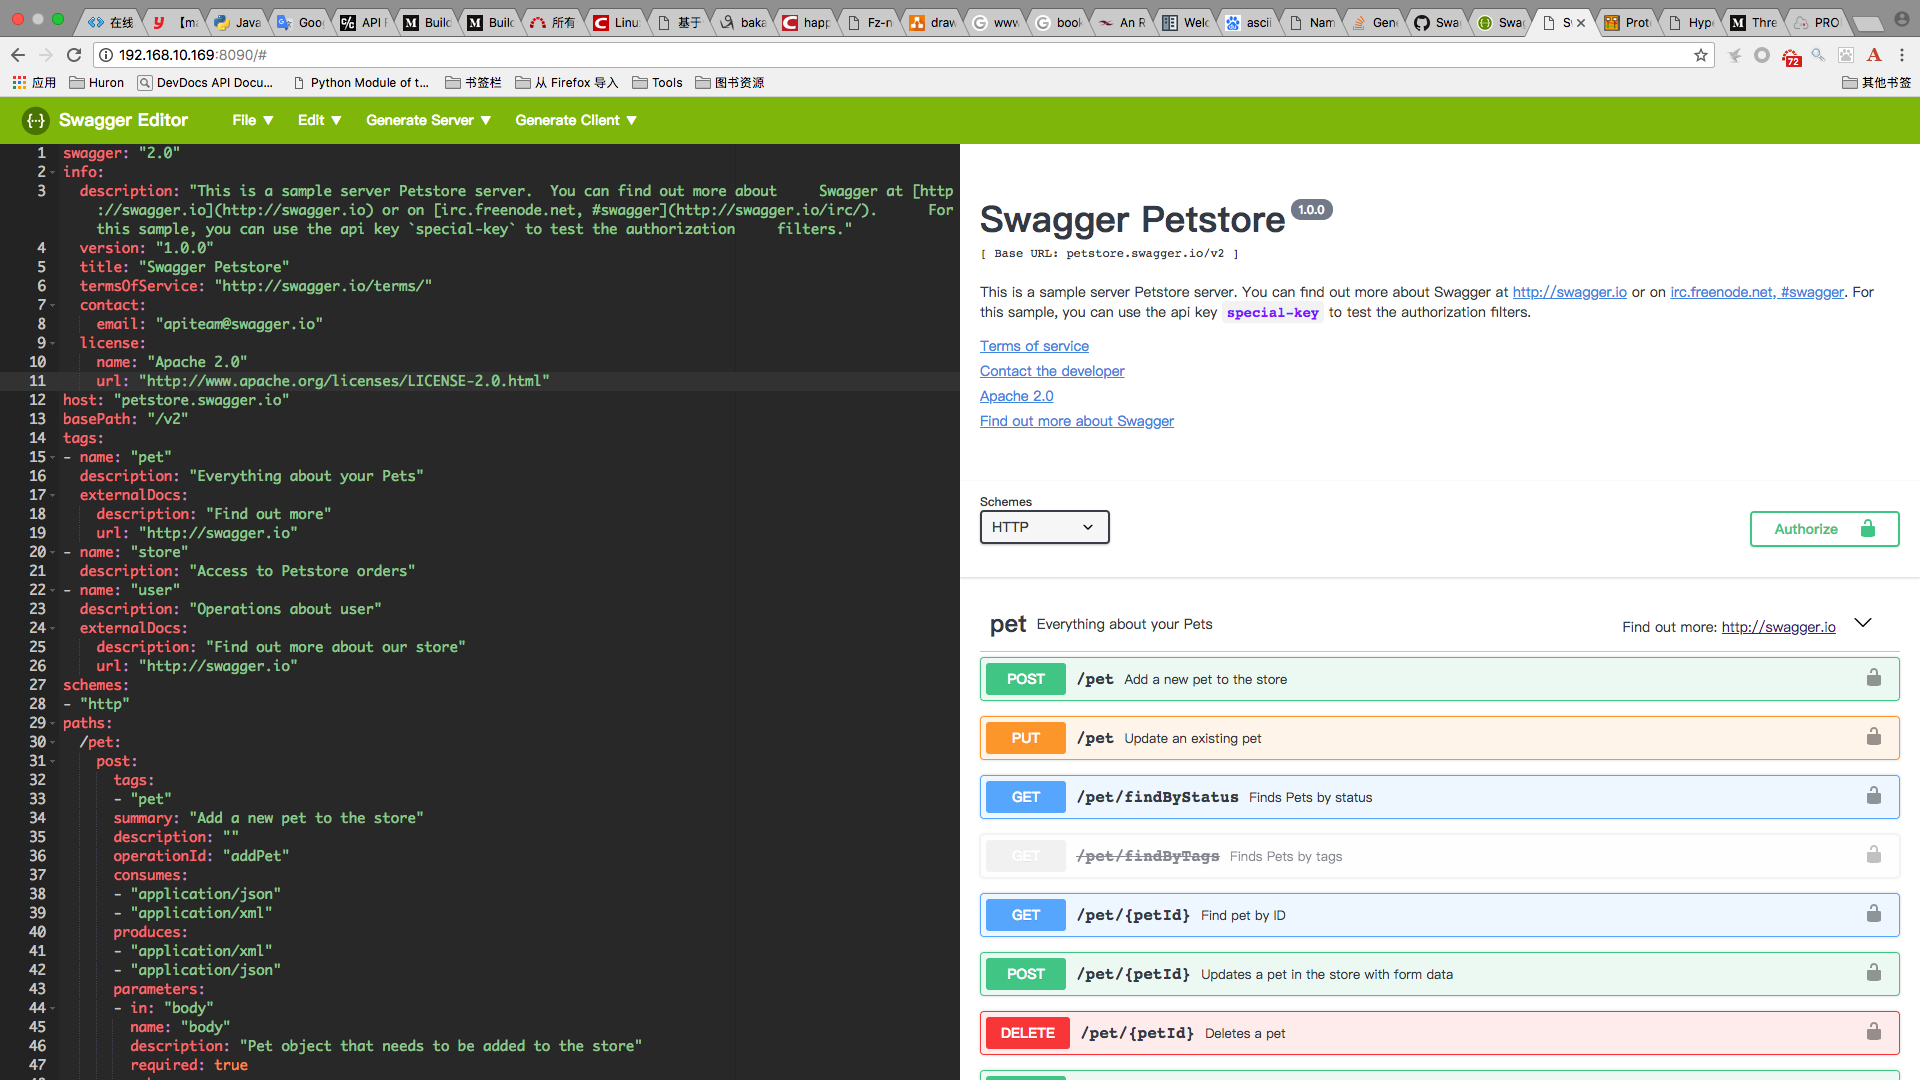 在线
【ma
Java
Goo
API F
Build
Build
所有
Linu
基于
baka
happ
Fz-n
draw
www
book
An R
Welc
ascii
Nam
Gene
Swa
Swag
Prot
Hype
Thre
PRO
192.168.10.169:8090/#
72
应用
Huron
DevDocs API Docu...
Python Module of t...
书签栏
从 Firefox 导入
Tools
图书资源
其他书签
Swagger Editor
File ▼
Edit ▼
Generate Server ▼
Generate Client ▼
1 swagger: "2.0"
2 info:
3 description: "This is a sample server Petstore server.  You can find out more about     Swagger at [http
://swagger.io](http://swagger.io) or on [irc.freenode.net, #swagger](http://swagger.io/irc/).      For
this sample, you can use the api key `special-key` to test the authorization     filters."
4 version: "1.0.0"
5 title: "Swagger Petstore"
6 termsOfService: "http://swagger.io/terms/"
7 contact:
8 email: "apiteam@swagger.io"
9 license:
10 name: "Apache 2.0"
11 url: "http://www.apache.org/licenses/LICENSE-2.0.html"
12 host: "petstore.swagger.io"
13 basePath: "/v2"
14 tags:
15 - name: "pet"
16 description: "Everything about your Pets"
17 externalDocs:
18 description: "Find out more"
19 url: "http://swagger.io"
20 - name: "store"
21 description: "Access to Petstore orders"
22 - name: "user"
23 description: "Operations about user"
24 externalDocs:
25 description: "Find out more about our store"
26 url: "http://swagger.io"
27 schemes:
28 - "http"
29 paths:
30 /pet:
31 post:
32 tags:
33 - "pet"
34 summary: "Add a new pet to the store"
35 description: ""
36 operationId: "addPet"
37 consumes:
38 - "application/json"
39 - "application/xml"
40 produces:
41 - "application/xml"
42 - "application/json"
43 parameters:
44 - in: "body"
45 name: "body"
46 description: "Pet object that needs to be added to the store"
47 required: true
Swagger Petstore 1.0.0
[ Base URL: petstore.swagger.io/v2 ]
This is a sample server Petstore server. You can find out more about Swagger at http://swagger.io or on irc.freenode.net, #swagger. For
this sample, you can use the api key special-key to test the authorization filters.
Terms of service
Contact the developer
Apache 2.0
Find out more about Swagger
Schemes
HTTP
Authorize
pet Everything about your Pets
Find out more: http://swagger.io
POST /pet Add a new pet to the store
PUT /pet Update an existing pet
GET /pet/findByStatus Finds Pets by status
GET /pet/findByTags Finds Pets by tags
GET /pet/{petId} Find pet by ID
POST /pet/{petId} Updates a pet in the store with form data
DELETE /pet/{petId} Deletes a pet